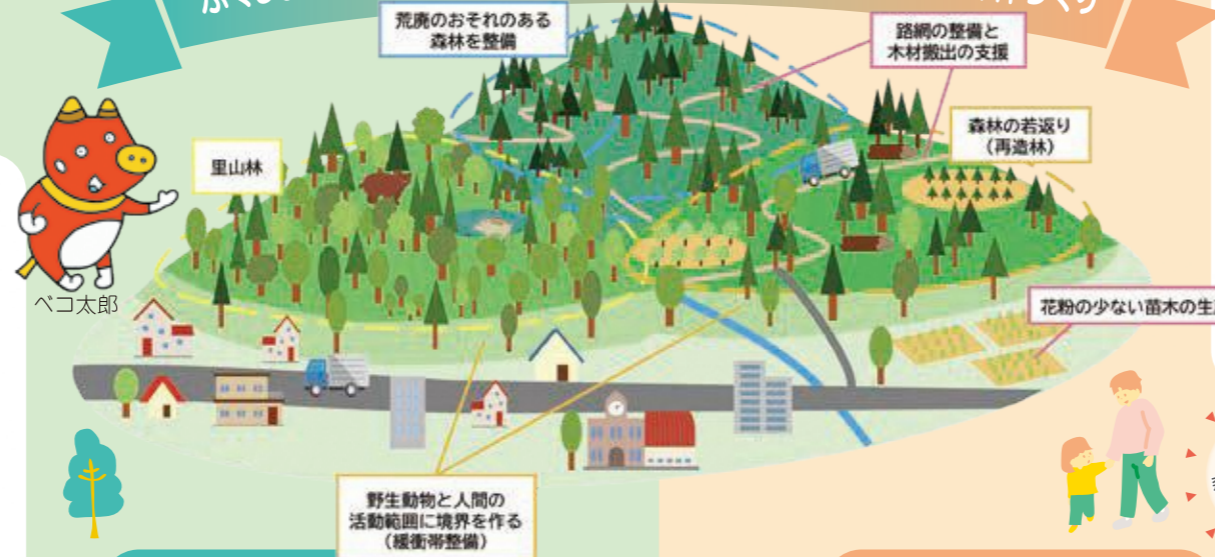 荒廃のおそれのある
森林を整備
路網の整備と
木材搬出の支援
森林の若返り
（再造林）
里山林
ベコ太郎
花粉の少ない苗木の生
野生動物と人間の
活動範囲に境界を作る
（緩衝帯整備）